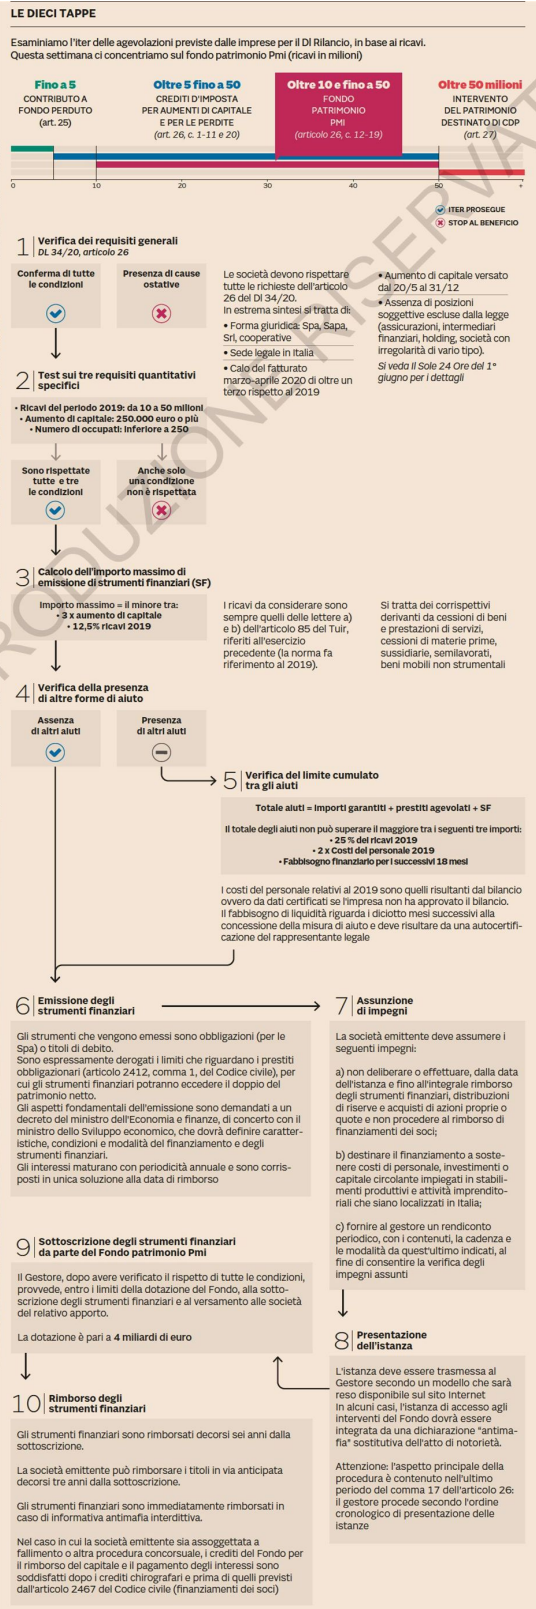 LE DIECI TAPPE
Esaminiamo l'iter delle agevolazioni previste dalle imprese per il Dl Rilancio, in base ai ricavi.
Questa settimana ci concentriamo sul fondo patrimonio Pmi (ricavi in milioni)
Fino a 5
CONTRIBUTO A
FONDO PERDUTO
(art. 25)
Oltre 5 fino a 50
CREDITI D'IMPOSTA
PER AUMENTI DI CAPITALE
E PER LE PERDITE
(art. 26, c. 1-11 e 20)
Oltre 10 e fino a 50
FONDO
PATRIMONIO
PMI
(articolo 26, c. 12-19)
Oltre 50 milioni
INTERVENTO
DEL PATRIMONIO
DESTINATO DI CDP
(art. 27)
0 10 20 30 40 50 +
ITER PROSEGUE
STOP AL BENEFICIO
1 Verifica dei requisiti generali
DL 34/20, articolo 26
Conferma di tutte
le condizioni
Presenza di cause
ostative
Le società devono rispettare
tutte le richieste dell'articolo
26 del Dl 34/20.
In estrema sintesi si tratta di:
• Forma giuridica: Spa, Sapa,
Srl, cooperative
• Sede legale in Italia
• Calo del fatturato
marzo-aprile 2020 di oltre un
terzo rispetto al 2019
• Aumento di capitale versato
dal 20/5 al 31/12
• Assenza di posizioni
soggettive escluse dalla legge
(assicurazioni, intermediari
finanziari, holding, società con
irregolarità di vario tipo).
Si veda Il Sole 24 Ore del 1°
giugno per i dettagli
2 Test sui tre requisiti quantitativi
specifici
• Ricavi del periodo 2019: da 10 a 50 milioni
• Aumento di capitale: 250.000 euro o più
• Numero di occupati: inferiore a 250
Sono rispettate
tutte e tre
le condizioni
Anche solo
una condizione
non è rispettata
3 Calcolo dell'importo massimo di
emissione di strumenti finanziari (SF)
Importo massimo = il minore tra:
• 3 x aumento di capitale
• 12,5% ricavi 2019
I ricavi da considerare sono
sempre quelli delle lettere a)
e b) dell'articolo 85 del Tuir,
riferiti all'esercizio
precedente (la norma fa
riferimento al 2019).
Si tratta dei corrispettivi
derivanti da cessioni di beni
e prestazioni di servizi,
cessioni di materie prime,
sussidiarie, semilavorati,
beni mobili non strumentali
4 Verifica della presenza
di altre forme di aiuto
Assenza
di altri aiuti
Presenza
di altri aiuti
5 Verifica del limite cumulato
tra gli aiuti
Totale aiuti = Importi garantiti + prestiti agevolati + SF
Il totale degli aiuti non può superare il maggiore tra i seguenti tre importi:
• 25 % dei ricavi 2019
• 2 x Costi del personale 2019
• Fabbisogno finanziario per i successivi 18 mesi
I costi del personale relativi al 2019 sono quelli risultanti dal bilancio
ovvero da dati certificati se l'impresa non ha approvato il bilancio.
Il fabbisogno di liquidità riguarda i diciotto mesi successivi alla
concessione della misura di aiuto e deve risultare da una autocertifi-
cazione del rappresentante legale
6 Emissione degli
strumenti finanziari
Gli strumenti che vengono emessi sono obbligazioni (per le
Spa) o titoli di debito.
Sono espressamente derogati i limiti che riguardano i prestiti
obbligazionari (articolo 2412, comma 1, del Codice civile), per
cui gli strumenti finanziari potranno eccedere il doppio del
patrimonio netto.
Gli aspetti fondamentali dell'emissione sono demandati a un
decreto del ministro dell'Economia e finanze, di concerto con il
ministro dello Sviluppo economico, che dovrà definire caratter-
istiche, condizioni e modalità del finanziamento e degli
strumenti finanziari.
Gli interessi maturano con periodicità annuale e sono corris-
posti in unica soluzione alla data di rimborso
7 Assunzione
di impegni
La società emittente deve assumere i
seguenti impegni:
a) non deliberare o effettuare, dalla data
dell'istanza e fino all'integrale rimborso
degli strumenti finanziari, distribuzioni
di riserve e acquisti di azioni proprie o
quote e non procedere al rimborso di
finanziamenti dei soci;
b) destinare il finanziamento a soste-
nere costi di personale, investimenti o
capitale circolante impiegati in stabili-
menti produttivi e attività imprendito-
riali che siano localizzati in Italia;
c) fornire al gestore un rendiconto
periodico, con i contenuti, la cadenza e
le modalità da quest'ultimo indicati, al
fine di consentire la verifica degli
impegni assunti
8 Presentazione
dell'istanza
L'istanza deve essere trasmessa al
Gestore secondo un modello che sarà
reso disponibile sul sito Internet
In alcuni casi, l'istanza di accesso agli
interventi del Fondo dovrà essere
integrata da una dichiarazione "antima-
fia" sostitutiva dell'atto di notorietà.
Attenzione: l'aspetto principale della
procedura è contenuto nell'ultimo
periodo del comma 17 dell'articolo 26:
il gestore procede secondo l'ordine
cronologico di presentazione delle
istanze
9 Sottoscrizione degli strumenti finanziari
da parte del Fondo patrimonio Pmi
Il Gestore, dopo avere verificato il rispetto di tutte le condizioni,
provvede, entro i limiti della dotazione del Fondo, alla sotto-
scrizione degli strumenti finanziari e al versamento alle società
del relativo apporto.
La dotazione è pari a 4 miliardi di euro
10 Rimborso degli
strumenti finanziari
Gli strumenti finanziari sono rimborsati decorsi sei anni dalla
sottoscrizione.
La società emittente può rimborsare i titoli in via anticipata
decorsi tre anni dalla sottoscrizione.
Gli strumenti finanziari sono immediatamente rimborsati in
caso di informativa antimafia interdittiva.
Nel caso in cui la società emittente sia assoggettata a
fallimento o altra procedura concorsuale, i crediti del Fondo per
il rimborso del capitale e il pagamento degli interessi sono
soddisfatti dopo i crediti chirografari e prima di quelli previsti
dall'articolo 2467 del Codice civile (finanziamenti dei soci)
RODUZIONE RISERVAT